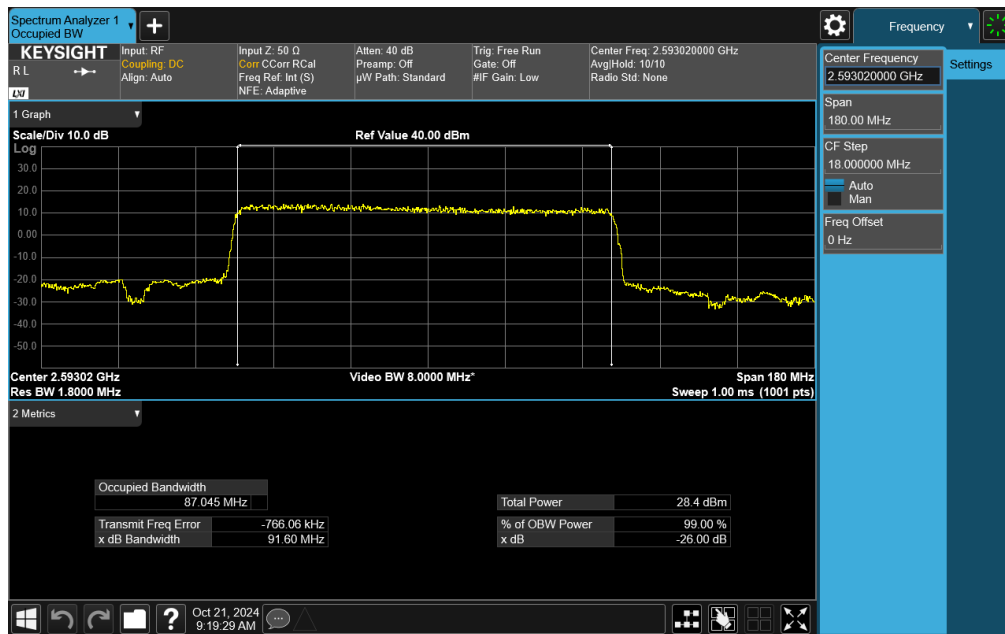 Spectrum Analyzer 1
Occupied BW
+
Frequency
KEYSIGHT
R L
LXI
Input: RF
Coupling: DC
Align: Auto
Input Z: 50 Ω
Corr CCorr RCal
Freq Ref: Int (S)
NFE: Adaptive
Atten: 40 dB
Preamp: Off
µW Path: Standard
Trig: Free Run
Gate: Off
#IF Gain: Low
Center Freq: 2.593020000 GHz
Avg|Hold: 10/10
Radio Std: None
Center Frequency
2.593020000 GHz
Settings
Span
180.00 MHz
CF Step
18.000000 MHz
Auto
Man
Freq Offset
0 Hz
1 Graph
Scale/Div 10.0 dB
Ref Value 40.00 dBm
Log
30.0
20.0
10.0
0.00
-10.0
-20.0
-30.0
-40.0
-50.0
Center 2.59302 GHz
Video BW 8.0000 MHz*
Span 180 MHz
Res BW 1.8000 MHz
Sweep 1.00 ms (1001 pts)
2 Metrics
Occupied Bandwidth
87.045 MHz
Total Power 28.4 dBm
Transmit Freq Error -766.06 kHz
% of OBW Power 99.00 %
x dB Bandwidth 91.60 MHz
x dB -26.00 dB
?
Oct 21, 2024
9:19:29 AM